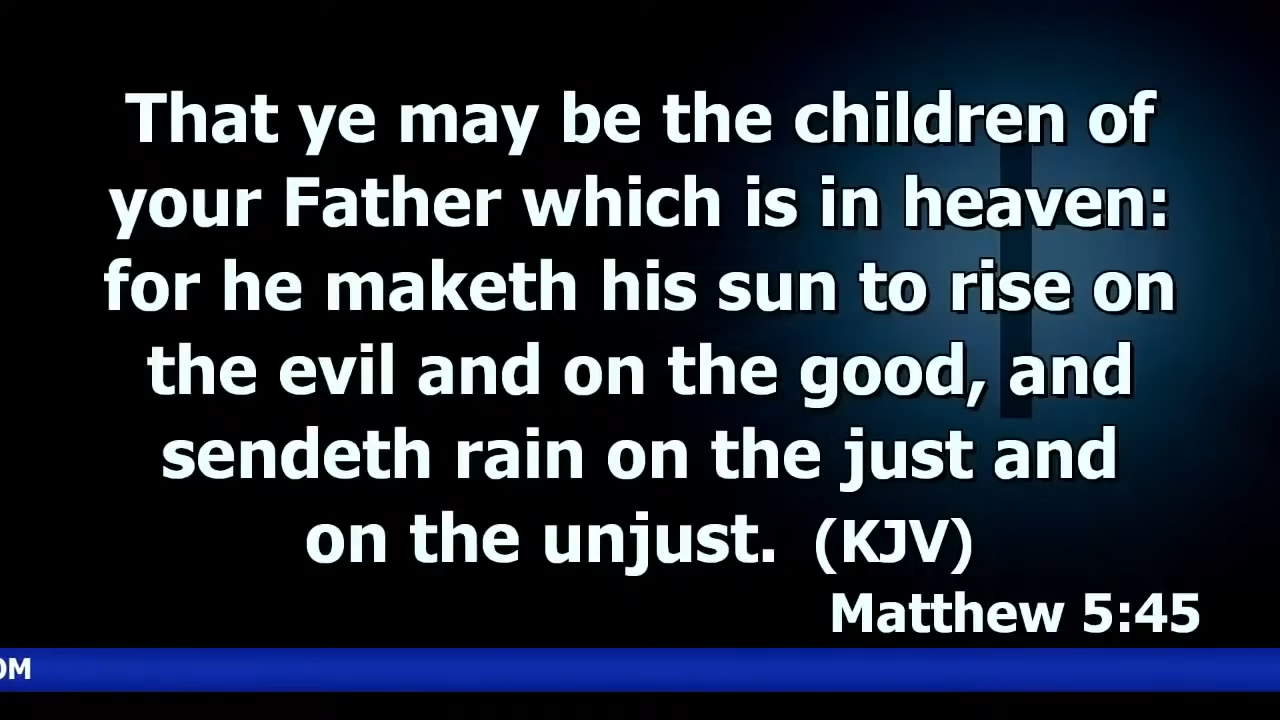 That ye may be the children of
your Father which is in heaven:
for he maketh his sun to rise on
the evil and on the good, and
sendeth rain on the just and
on the unjust. (KJV)
Matthew 5:45
OM